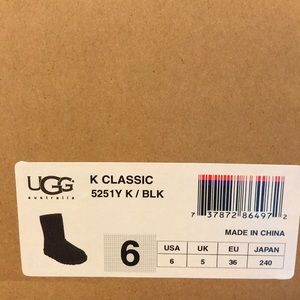 UGG
australia
K CLASSIC
5251Y K / BLK
7 37872 86497 2
MADE IN CHINA
6
USA UK EU JAPAN
6 5 36 240